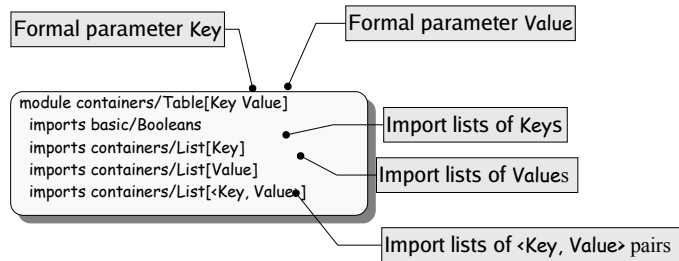 Formal parameter Key
Formal parameter Value
module containers/Table[Key Value]
imports basic/Booleans
imports containers/List[Key]
imports containers/List[Value]
imports containers/List[<Key, Value>]
Import lists of Keys
Import lists of Values
Import lists of <Key, Value> pairs